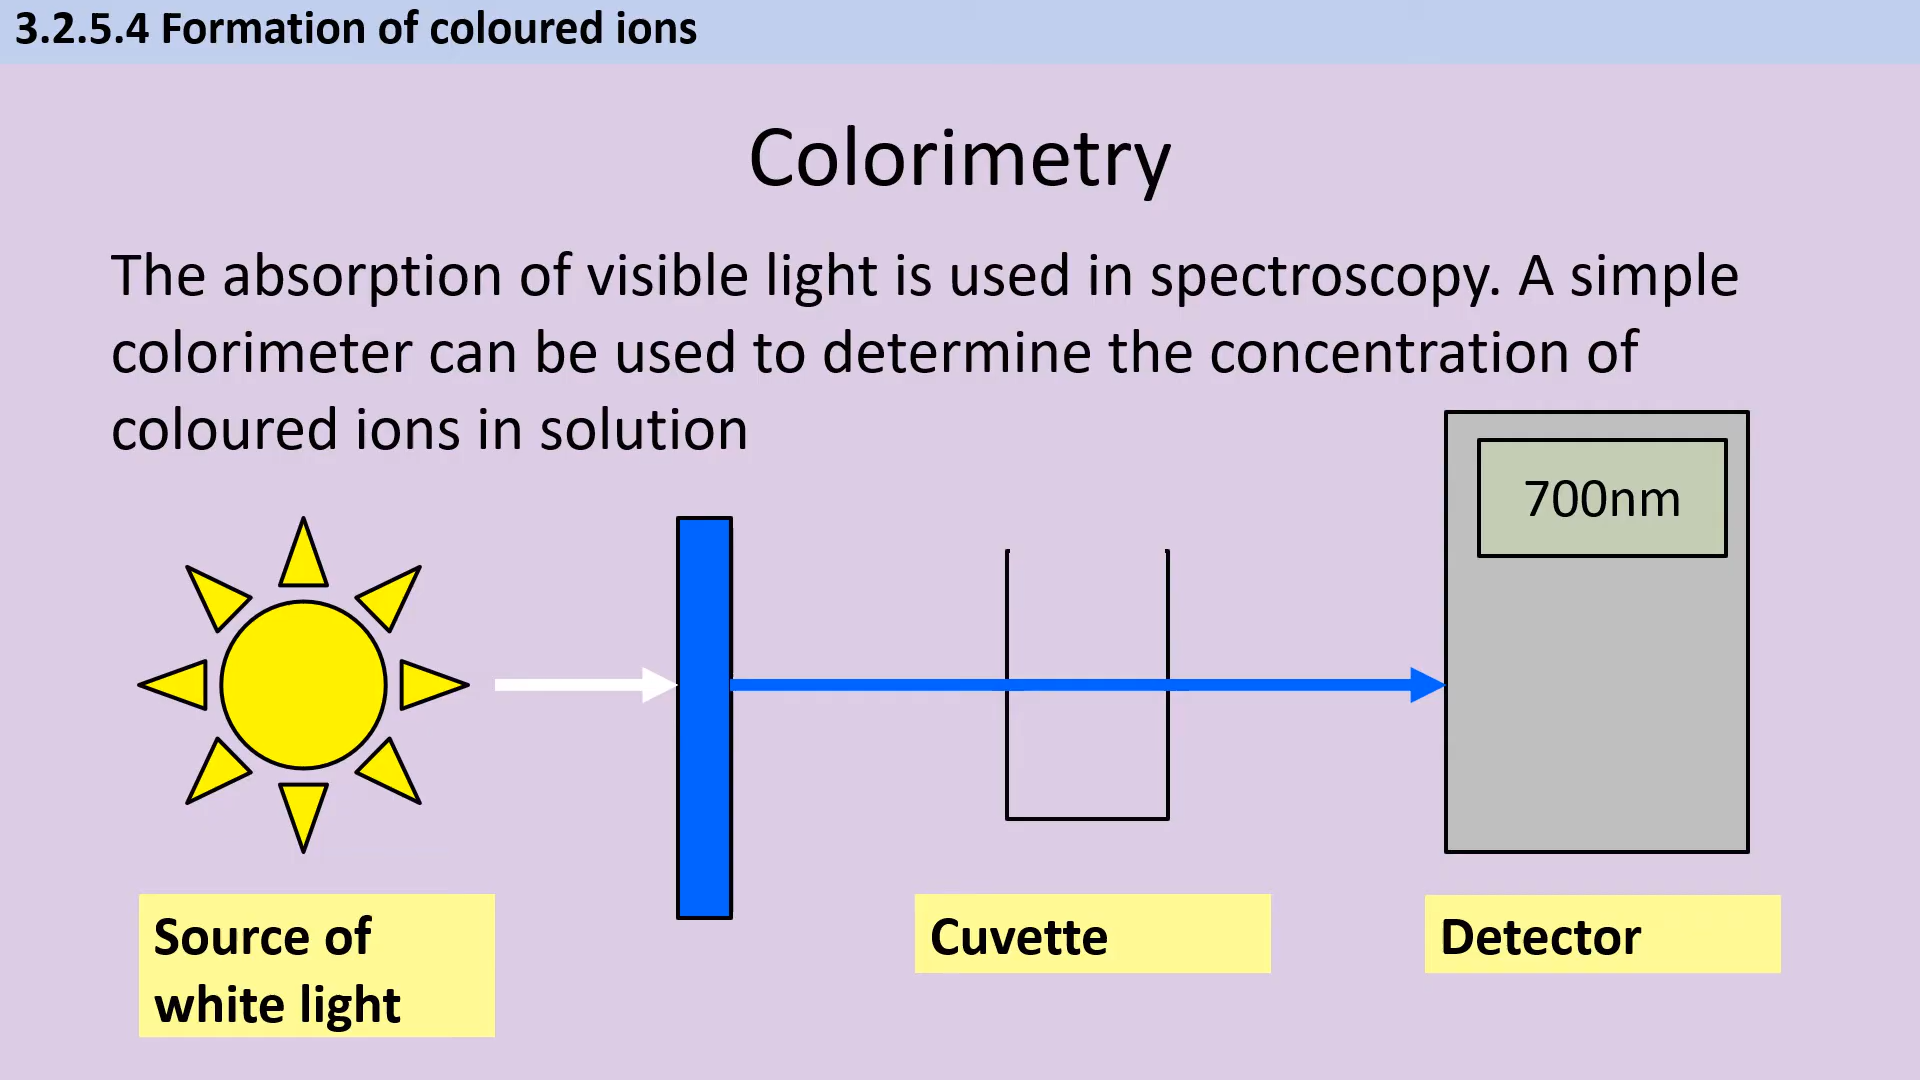 3.2.5.4 Formation of coloured ions
Colorimetry
The absorption of visible light is used in spectroscopy. A simple
colorimeter can be used to determine the concentration of
coloured ions in solution
700nm
Source of
white light
Cuvette
Detector